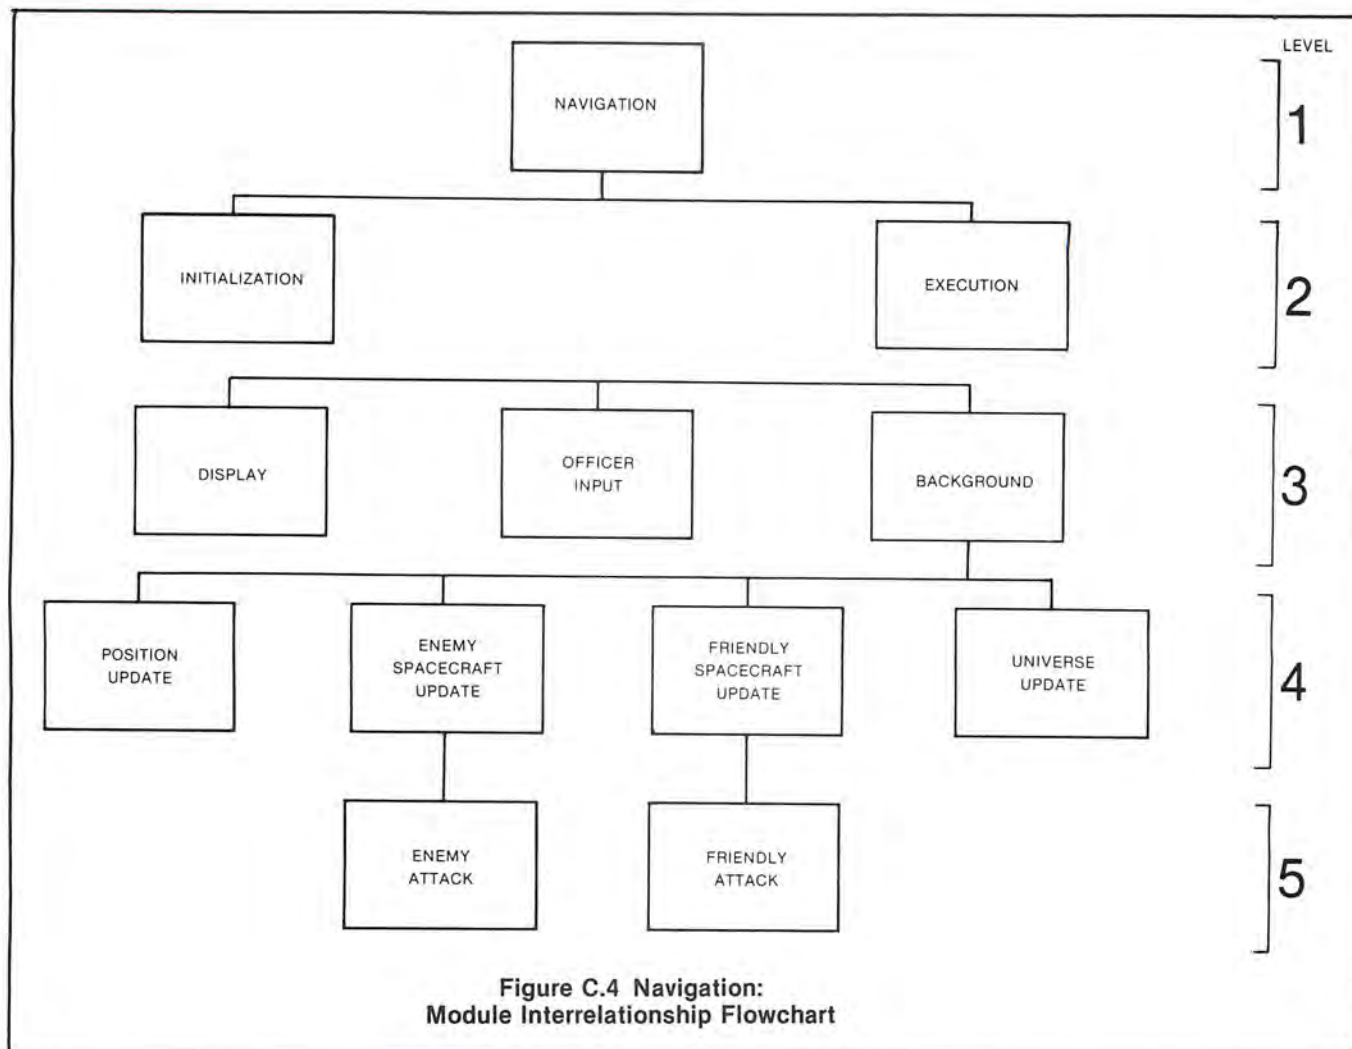 LEVEL
NAVIGATION
1
INITIALIZATION
EXECUTION
2
DISPLAY
OFFICER
INPUT
BACKGROUND
3
POSITION
UPDATE
ENEMY
SPACECRAFT
UPDATE
FRIENDLY
SPACECRAFT
UPDATE
UNIVERSE
UPDATE
4
ENEMY
ATTACK
FRIENDLY
ATTACK
5
Figure C.4 Navigation:
Module Interrelationship Flowchart